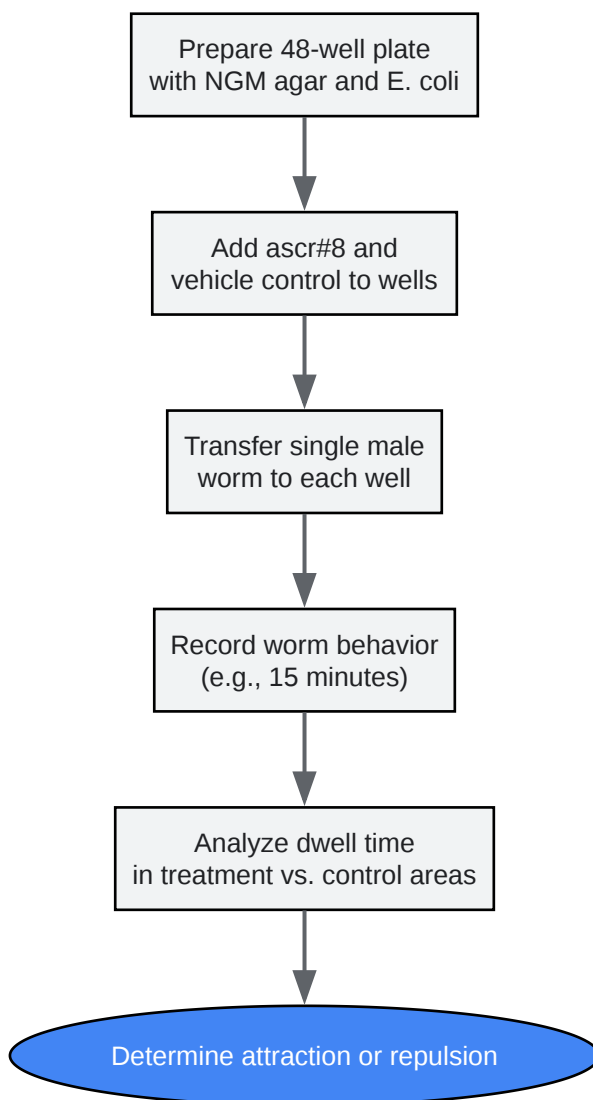 Prepare 48-well plate
with NGM agar and E. coli
Add ascr#8 and
vehicle control to wells
Transfer single male
worm to each well
Record worm behavior
(e.g., 15 minutes)
Analyze dwell time
in treatment vs. control areas
Determine attraction or repulsion